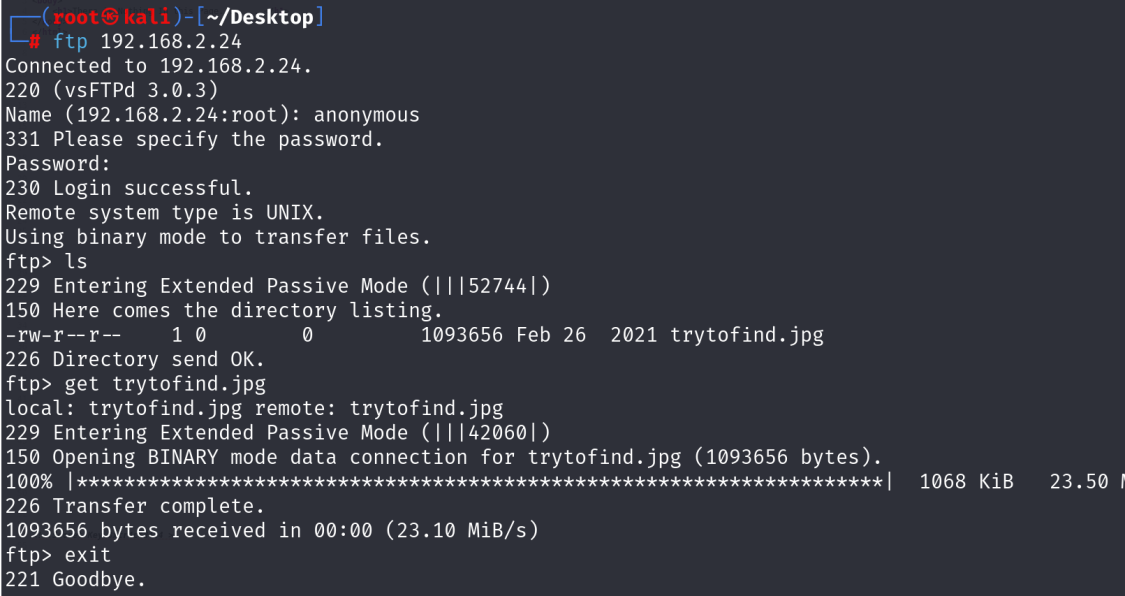 ┌──(root㉿kali)-[~/Desktop]
└─# ftp 192.168.2.24
Connected to 192.168.2.24.
220 (vsFTPd 3.0.3)
Name (192.168.2.24:root): anonymous
331 Please specify the password.
Password:
230 Login successful.
Remote system type is UNIX.
Using binary mode to transfer files.
ftp> ls
229 Entering Extended Passive Mode (|||52744|)
150 Here comes the directory listing.
-rw-r--r--    1 0        0         1093656 Feb 26  2021 trytofind.jpg
226 Directory send OK.
ftp> get trytofind.jpg
local: trytofind.jpg remote: trytofind.jpg
229 Entering Extended Passive Mode (|||42060|)
150 Opening BINARY mode data connection for trytofind.jpg (1093656 bytes).
100% |********************************************************************|  1068 KiB   23.50
226 Transfer complete.
1093656 bytes received in 00:00 (23.10 MiB/s)
ftp> exit
221 Goodbye.